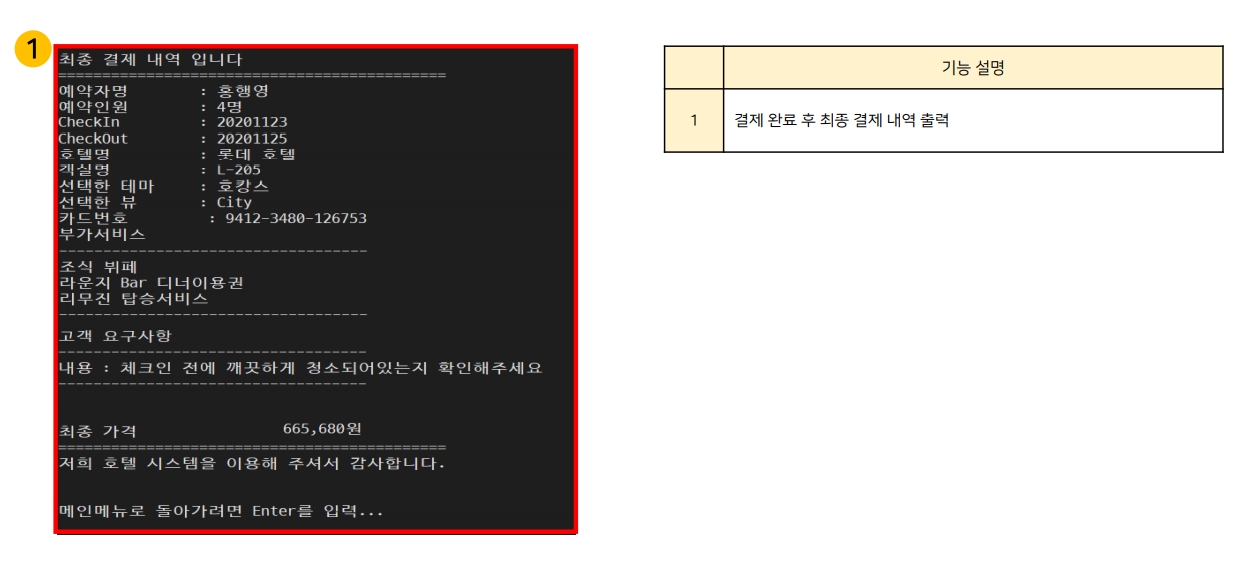 1
최종 결제 내역 입니다
============================================
예약자명 : 홍행영
예약인원 : 4명
CheckIn : 20201123
CheckOut : 20201125
호텔명 : 롯데 호텔
객실명 : L-205
선택한 테마 : 호캉스
선택한 뷰 : City
카드번호 : 9412-3480-126753
부가서비스
-----------------------------------
조식 뷔페
라운지 Bar 디너이용권
리무진 탑승서비스
-----------------------------------
고객 요구사항
-----------------------------------
내용 : 체크인 전에 깨끗하게 청소되어있는지 확인해주세요
-----------------------------------
최종 가격 665,680원
============================================
저희 호텔 시스템을 이용해 주셔서 감사합니다.
메인메뉴로 돌아가려면 Enter를 입력...
기능 설명
1 결제 완료 후 최종 결제 내역 출력